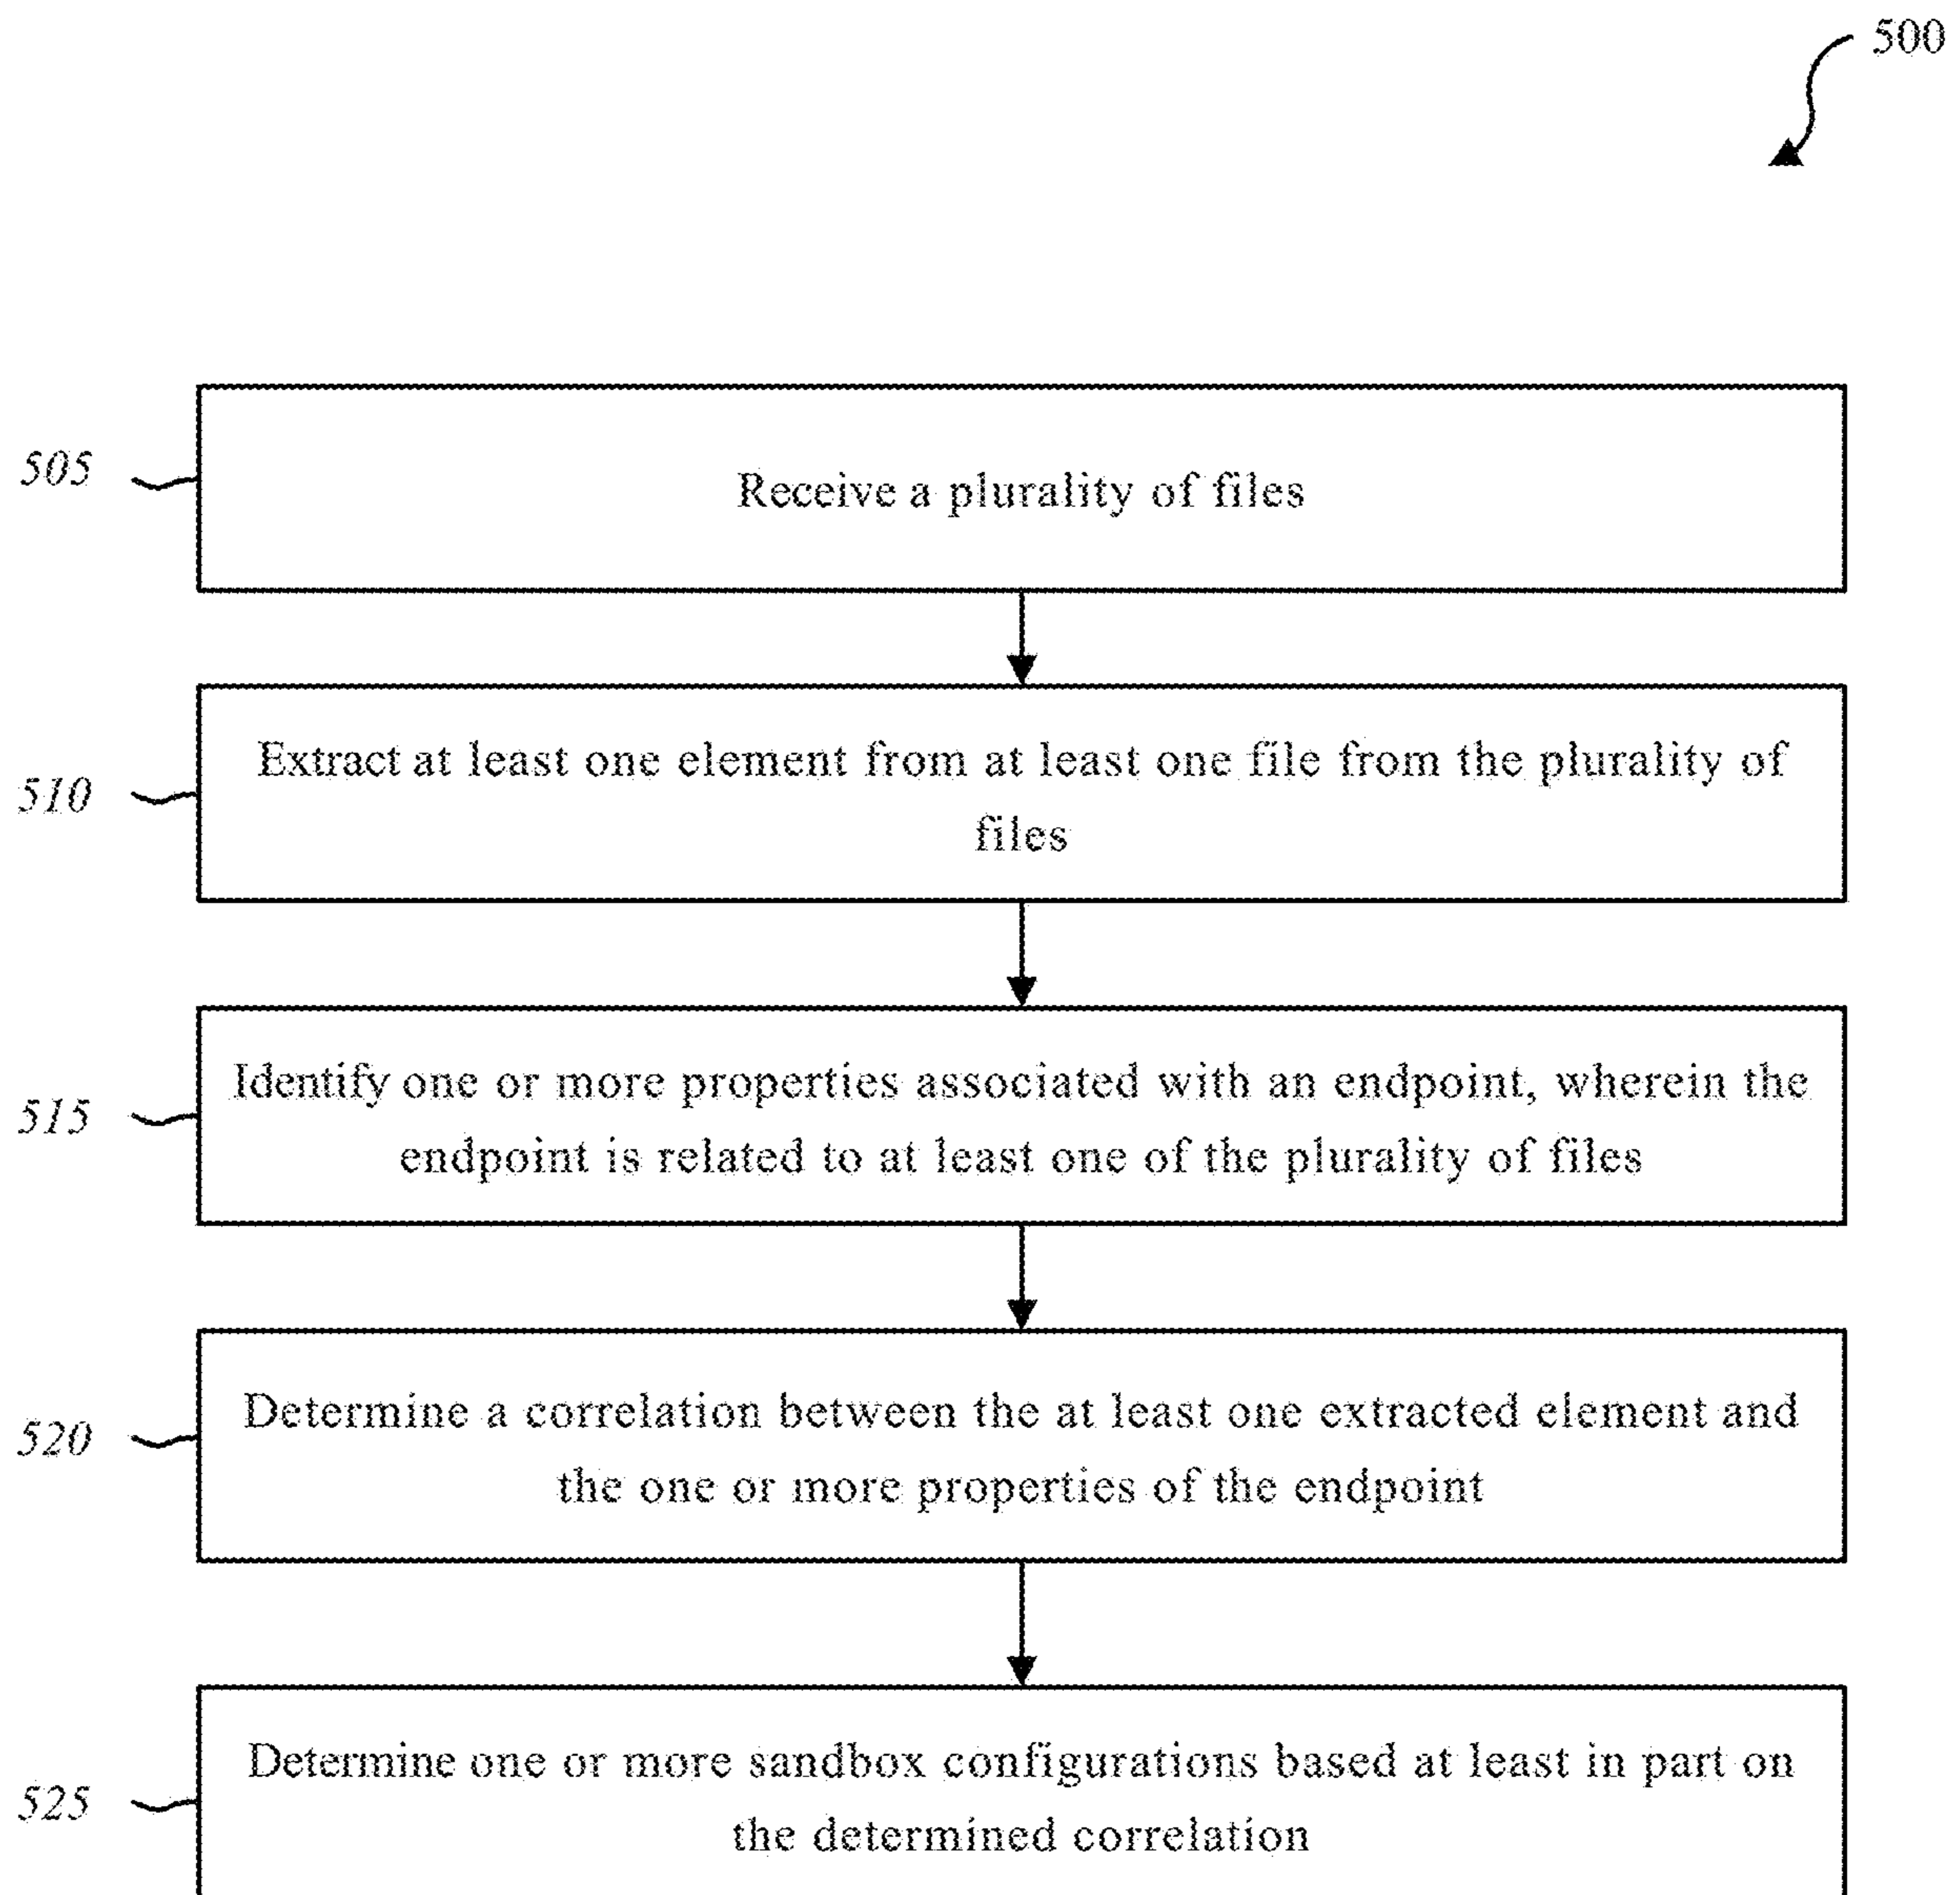 500
505
Receive a plurality of files
510
Extract at least one element from at least one file from the plurality of
files
515
Identify one or more properties associated with an endpoint, wherein the
endpoint is related to at least one of the plurality of files
520
Determine a correlation between the at least one extracted element and
the one or more properties of the endpoint
525
Determine one or more sandbox configurations based at least in part on
the determined correlation